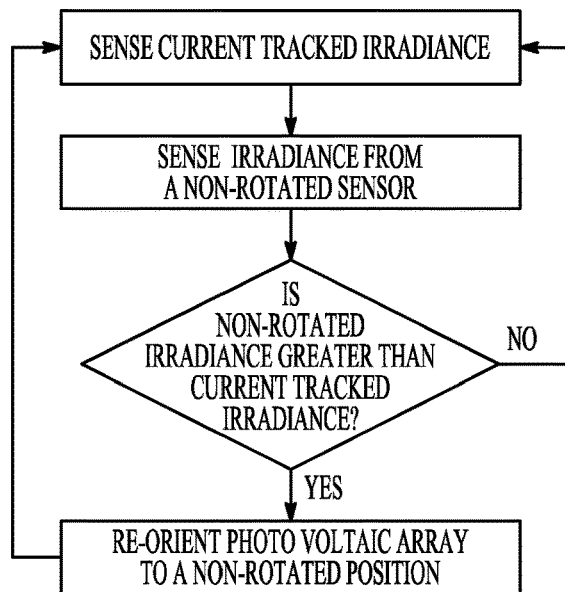 SENSE CURRENT TRACKED IRRADIANCE
SENSE IRRADIANCE FROM
A NON-ROTATED SENSOR
IS
NON-ROTATED
IRRADIANCE GREATER THAN
CURRENT TRACKED
IRRADIANCE?
NO
YES
RE-ORIENT PHOTO VOLTAIC ARRAY
TO A NON-ROTATED POSITION